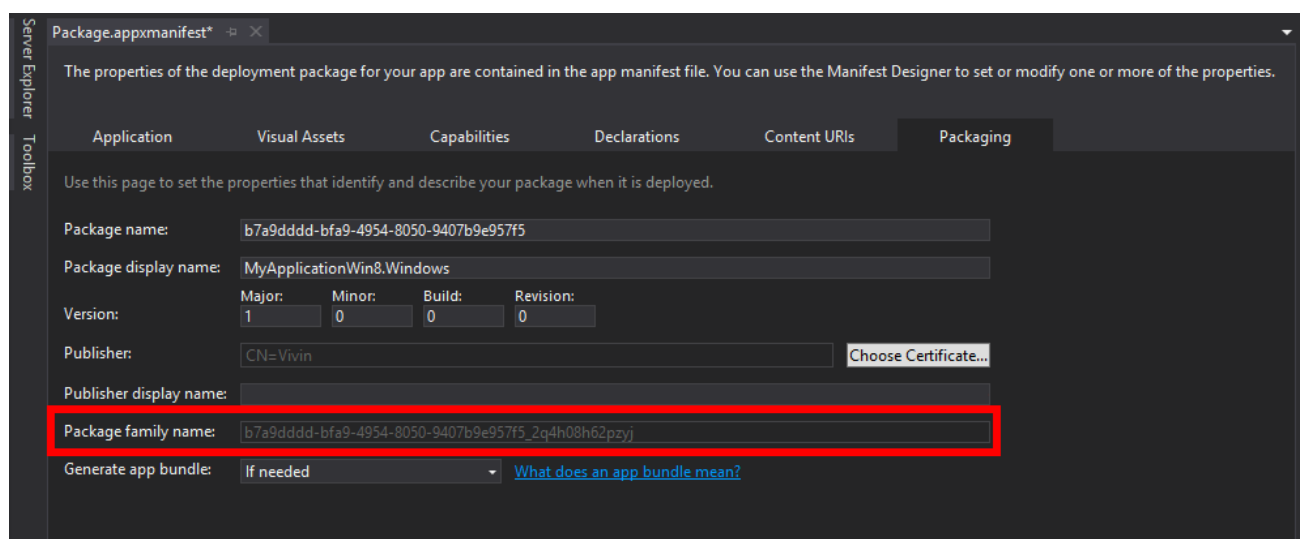 Server Explorer
Toolbox
Package.appxmanifest*
The properties of the deployment package for your app are contained in the app manifest file. You can use the Manifest Designer to set or modify one or more of the properties.
Application Visual Assets Capabilities Declarations Content URIs Packaging
Use this page to set the properties that identify and describe your package when it is deployed.
Package name: b7a9dddd-bfa9-4954-8050-9407b9e957f5
Package display name: MyApplicationWin8.Windows
Major: Minor: Build: Revision:
Version: 1 0 0 0
Publisher: CN=Vivin Choose Certificate...
Publisher display name:
Package family name: b7a9dddd-bfa9-4954-8050-9407b9e957f5_2q4h08h62pzyj
Generate app bundle: If needed What does an app bundle mean?